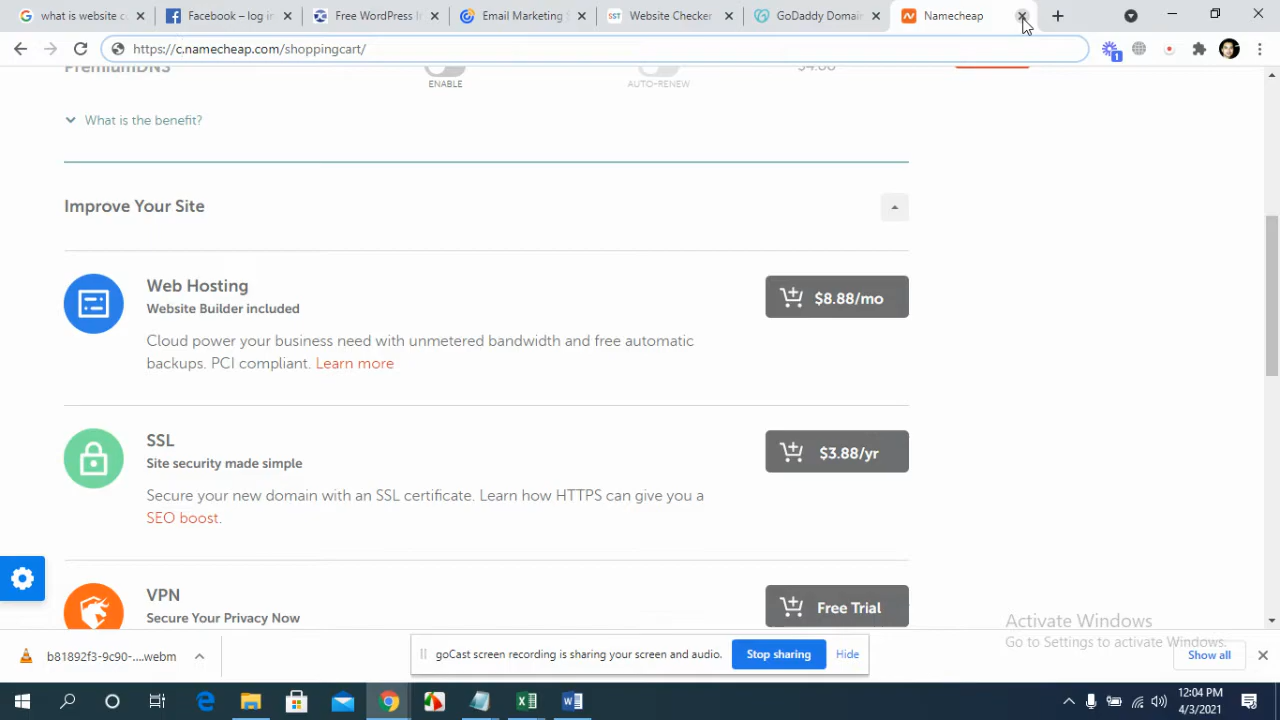 what is website c
Facebook – log in
Free WordPress I
Email Marketing S
Website Checker
GoDaddy Domai
Namecheap
https://c.namecheap.com/shoppingcart/
1
PremiumDNS
$4.88
ENABLE
AUTO-RENEW
What is the benefit?
Improve Your Site
Web Hosting
Website Builder included
$8.88/mo
Cloud power your business need with unmetered bandwidth and free automatic
backups. PCI compliant. Learn more
SSL
Site security made simple
$3.88/yr
Secure your new domain with an SSL certificate. Learn how HTTPS can give you a
SEO boost.
VPN
Secure Your Privacy Now
Free Trial
Activate Windows
Go to Settings to activate Windows.
b81892f3-9c90-....webm
goCast screen recording is sharing your screen and audio.
Stop sharing
Hide
Show all
12:04 PM
4/3/2021